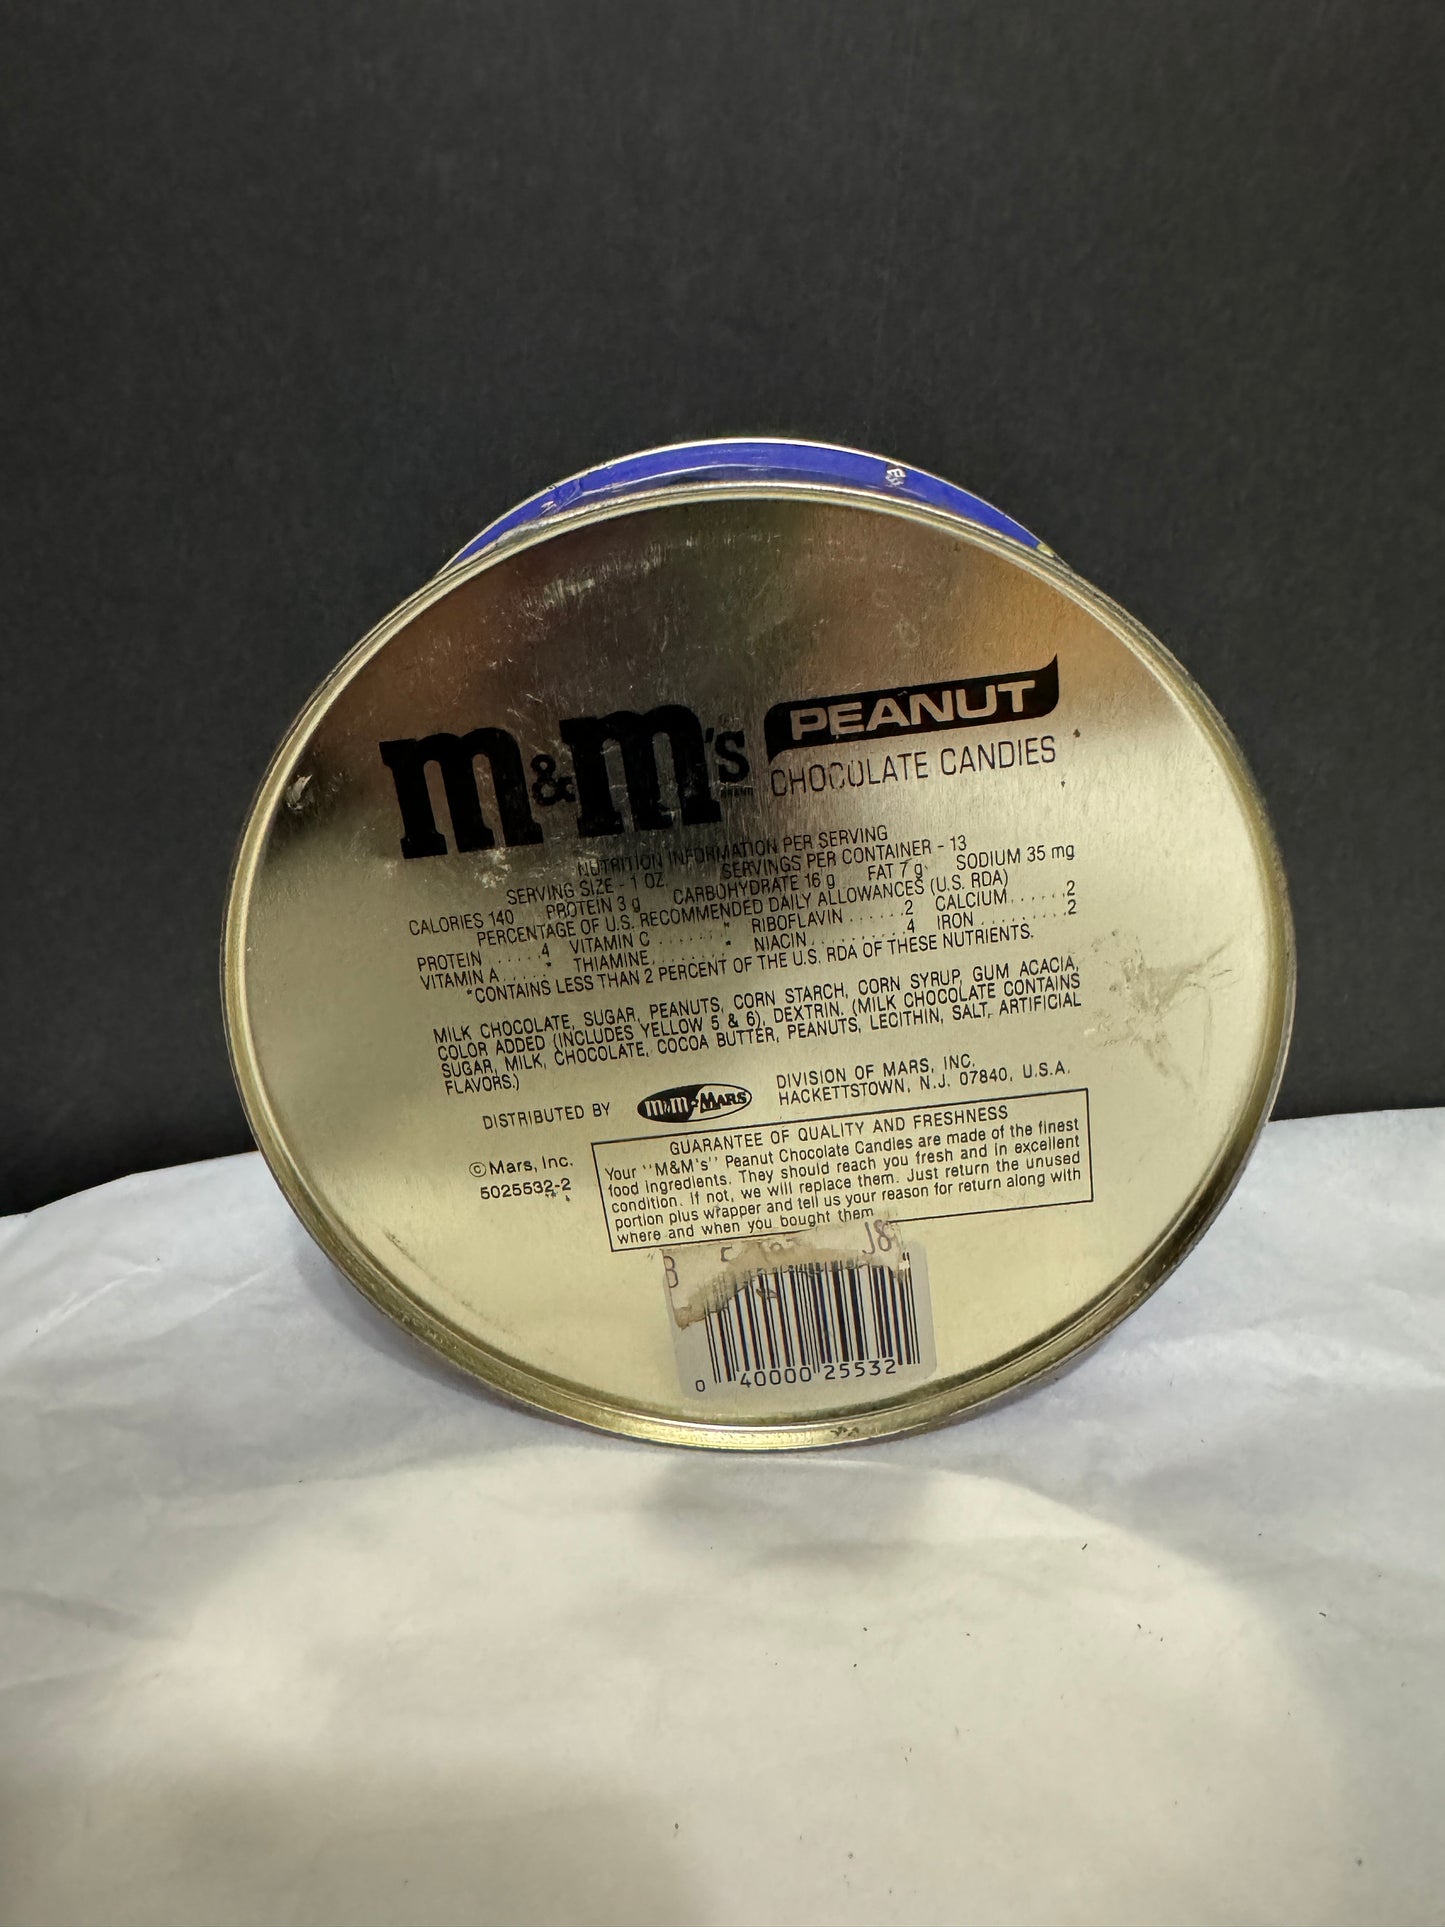 m&m's PEANUT
BRAND
CHOCOLATE CANDIES
NUTRITION INFORMATION PER SERVING
SERVING SIZE - 1 OZ. SERVINGS PER CONTAINER - 13
CALORIES 140 PROTEIN 3 g CARBOHYDRATE 16 g FAT 7 g SODIUM 35 mg
PERCENTAGE OF U.S. RECOMMENDED DAILY ALLOWANCES (U.S. RDA)
PROTEIN .....4 VITAMIN C ....... * RIBOFLAVIN ......2 CALCIUM......2
VITAMIN A..... * THIAMINE........ * NIACIN..........4 IRON .........2
*CONTAINS LESS THAN 2 PERCENT OF THE U.S. RDA OF THESE NUTRIENTS.
MILK CHOCOLATE, SUGAR, PEANUTS, CORN STARCH, CORN SYRUP, GUM ACACIA,
COLOR ADDED (INCLUDES YELLOW 5 & 6), DEXTRIN. (MILK CHOCOLATE CONTAINS
SUGAR, MILK, CHOCOLATE, COCOA BUTTER, PEANUTS, LECITHIN, SALT, ARTIFICIAL
FLAVORS.)
DISTRIBUTED BY m&m★MARS DIVISION OF MARS, INC.
HACKETTSTOWN, N.J. 07840, U.S.A.
©Mars, Inc.
5025532-2
GUARANTEE OF QUALITY AND FRESHNESS
Your "M&M's" Peanut Chocolate Candies are made of the finest
food ingredients. They should reach you fresh and in excellent
condition. If not, we will replace them. Just return the unused
portion plus wrapper and tell us your reason for return along with
where and when you bought them
0 40000 25532